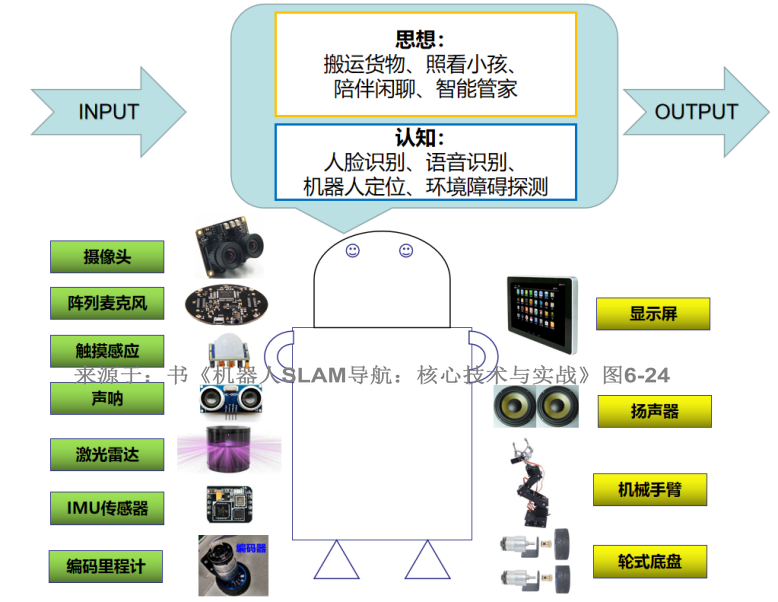 思想：
搬运货物、照看小孩、
陪伴闲聊、智能管家
INPUT
OUTPUT
认知：
人脸识别、语音识别、
机器人定位、环境障碍探测
摄像头
阵列麦克风
显示屏
触摸感应
来源于：书《机器人SLAM导航：核心技术与实战》图6-24
声呐
扬声器
激光雷达
机械手臂
IMU传感器
编码器
编码里程计
轮式底盘